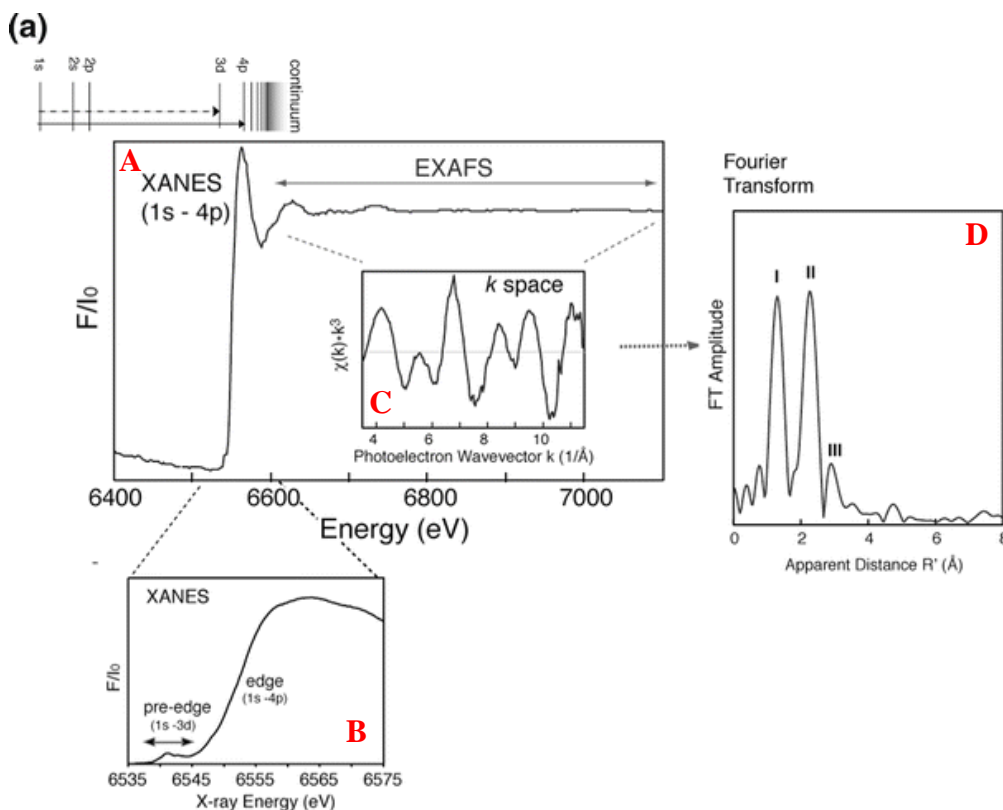 (a)
1s 2s 2p 3d 4p continuum
A
XANES
(1s - 4p)
EXAFS
F/I₀
k space
χ(k)*k³
C
4 6 8 10
Photoelectron Wavevector k (1/Å)
6400 6600 6800 7000
Energy (eV)
Fourier
Transform
D
I II
III
FT Amplitude
0 2 4 6 8
Apparent Distance R' (Å)
XANES
F/I₀
edge
(1s -4p)
pre-edge
(1s -3d)
B
6535 6545 6555 6565 6575
X-ray Energy (eV)